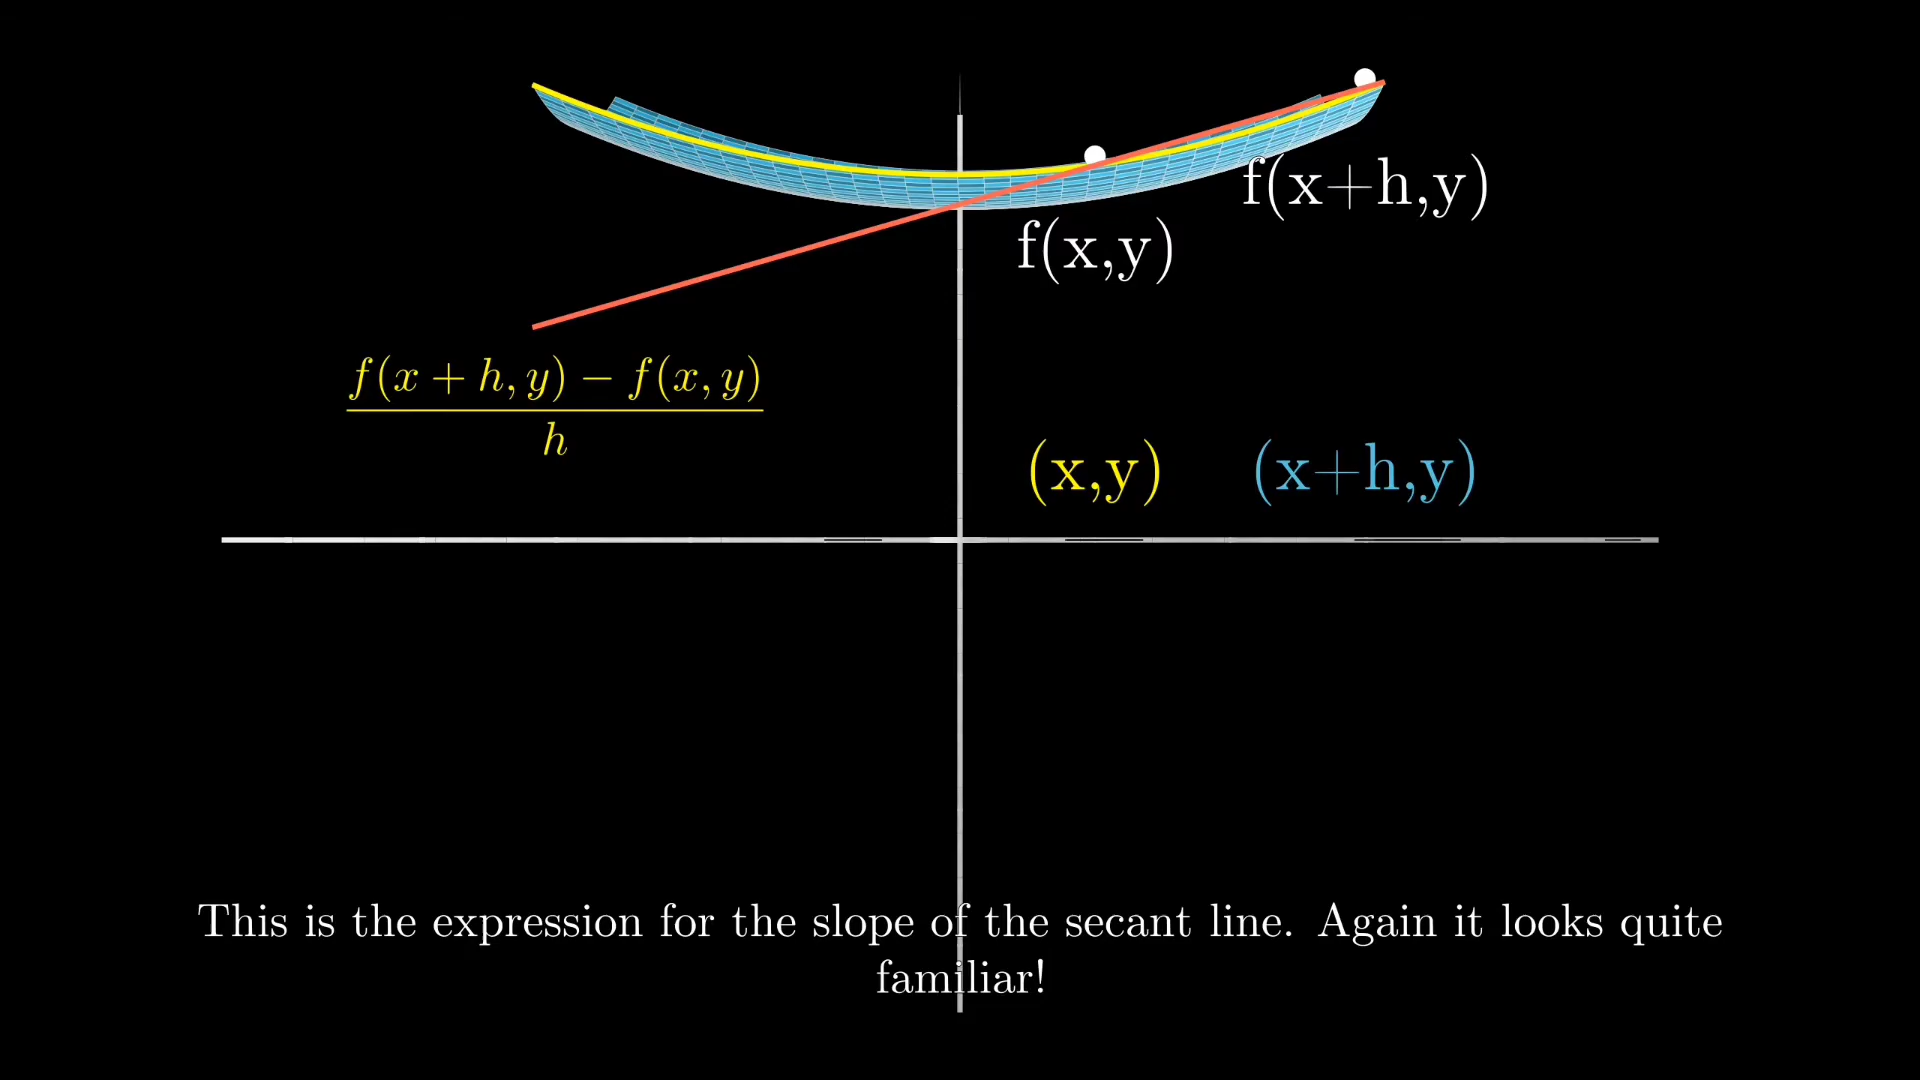 f(x+h,y)
f(x,y)
f(x + h, y) − f(x, y)
h
(x,y) (x+h,y)
This is the expression for the slope of the secant line. Again it looks quite
familiar!